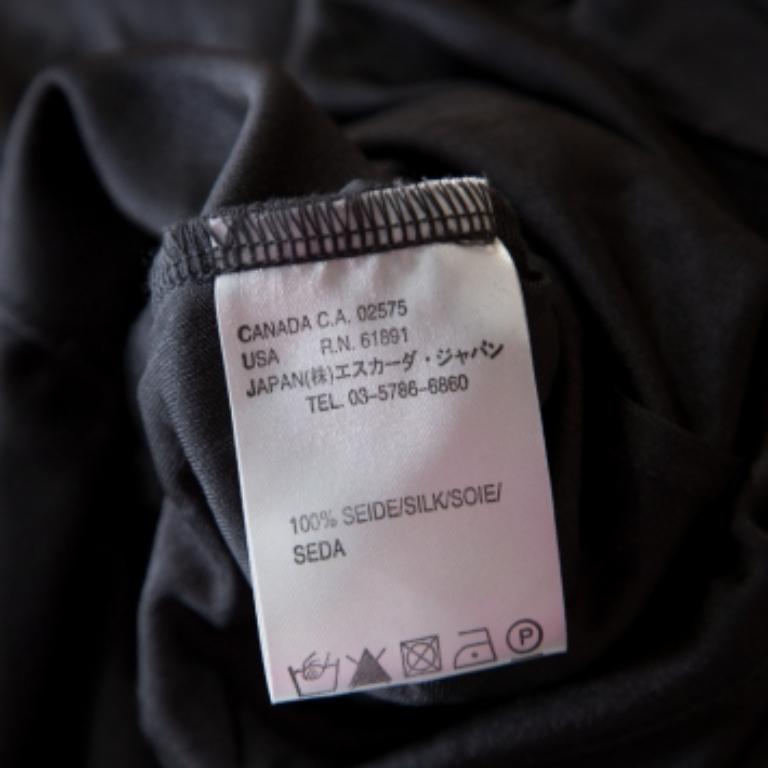 CANADA C.A. 02575
USA R.N. 61891
JAPAN(株)エスカーダ・ジャパン
TEL. 03-5786-6860
100% SEIDE/SILK/SOIE/
SEDA
P